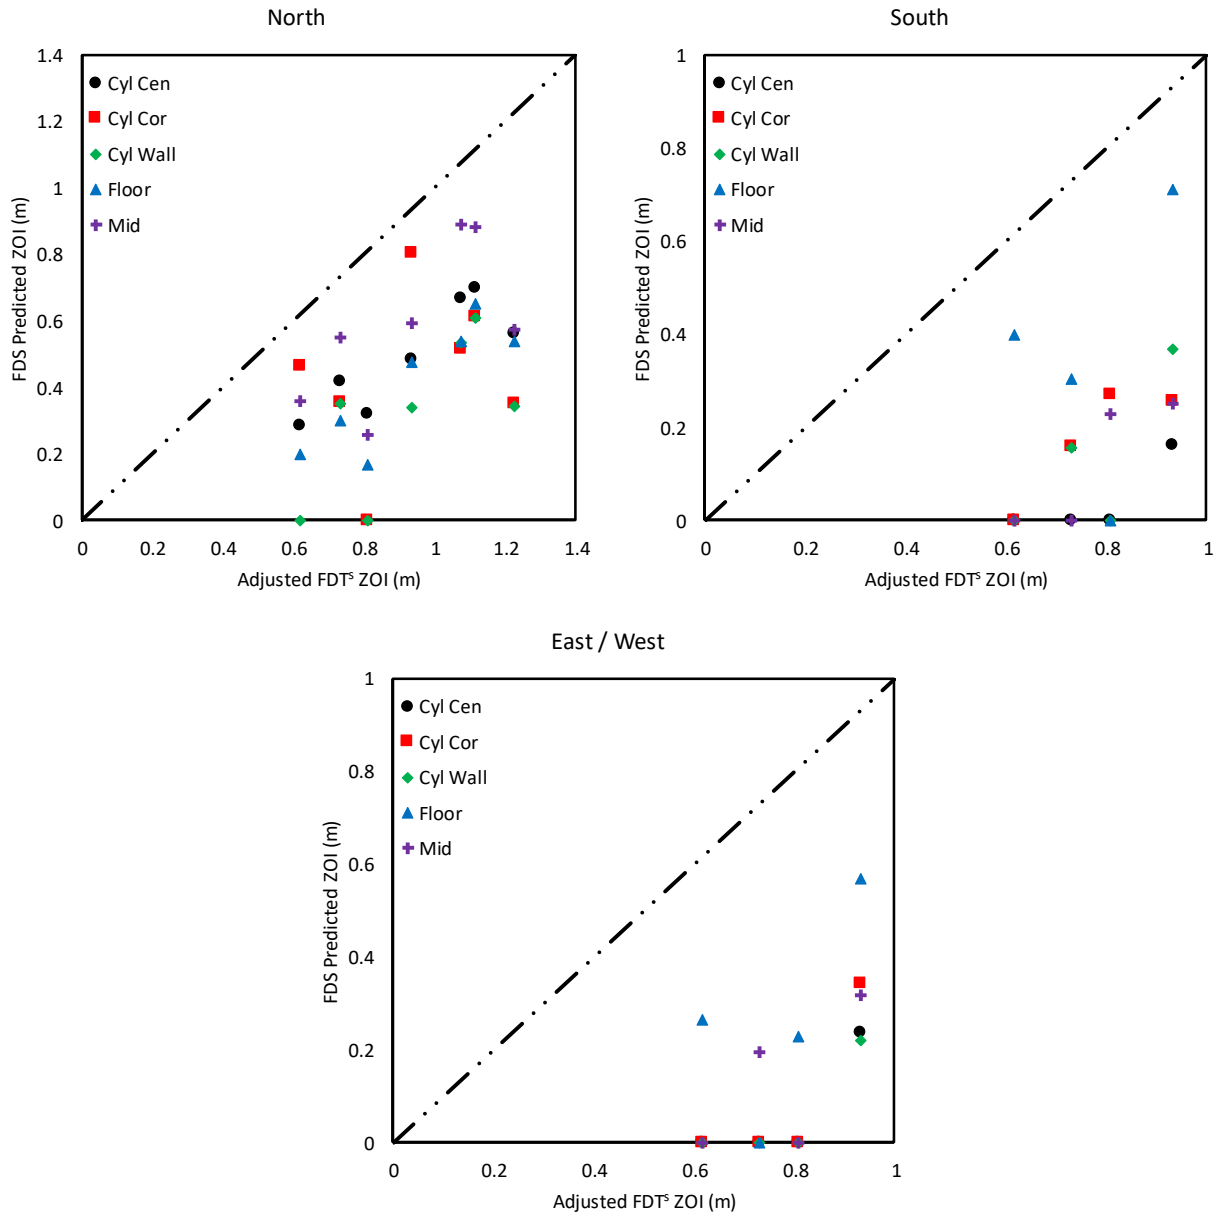 North
1.4
1.2
1
0.8
0.6
0.4
0.2
0
0 0.2 0.4 0.6 0.8 1 1.2 1.4
FDS Predicted ZOI (m)
Adjusted FDTˢ ZOI (m)
Cyl Cen
Cyl Cor
Cyl Wall
Floor
Mid
South
1
0.8
0.6
0.4
0.2
0
0 0.2 0.4 0.6 0.8 1
FDS Predicted ZOI (m)
Adjusted FDTˢ ZOI (m)
Cyl Cen
Cyl Cor
Cyl Wall
Floor
Mid
East / West
1
0.8
0.6
0.4
0.2
0
0 0.2 0.4 0.6 0.8 1
FDS Predicted ZOI (m)
Adjusted FDTˢ ZOI (m)
Cyl Cen
Cyl Cor
Cyl Wall
Floor
Mid